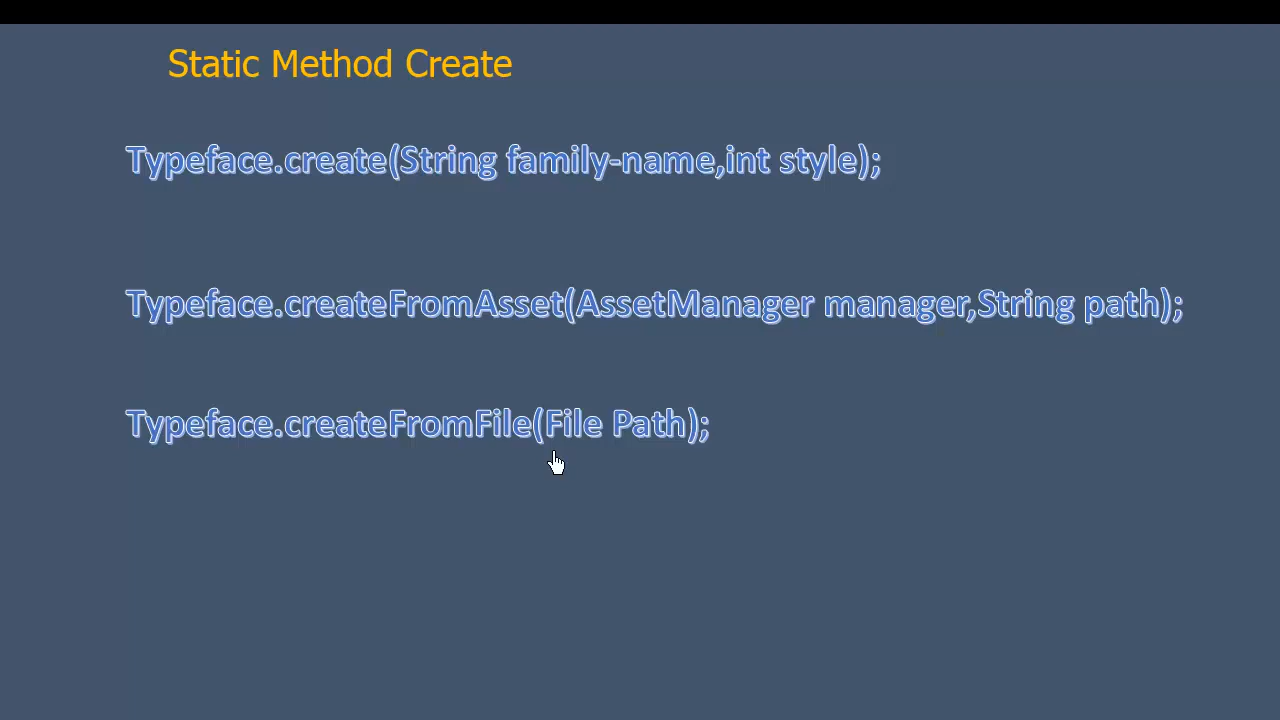 Static Method Create
Typeface.create(String family-name,int style);
Typeface.createFromAsset(AssetManager manager,String path);
Typeface.createFromFile(File Path);